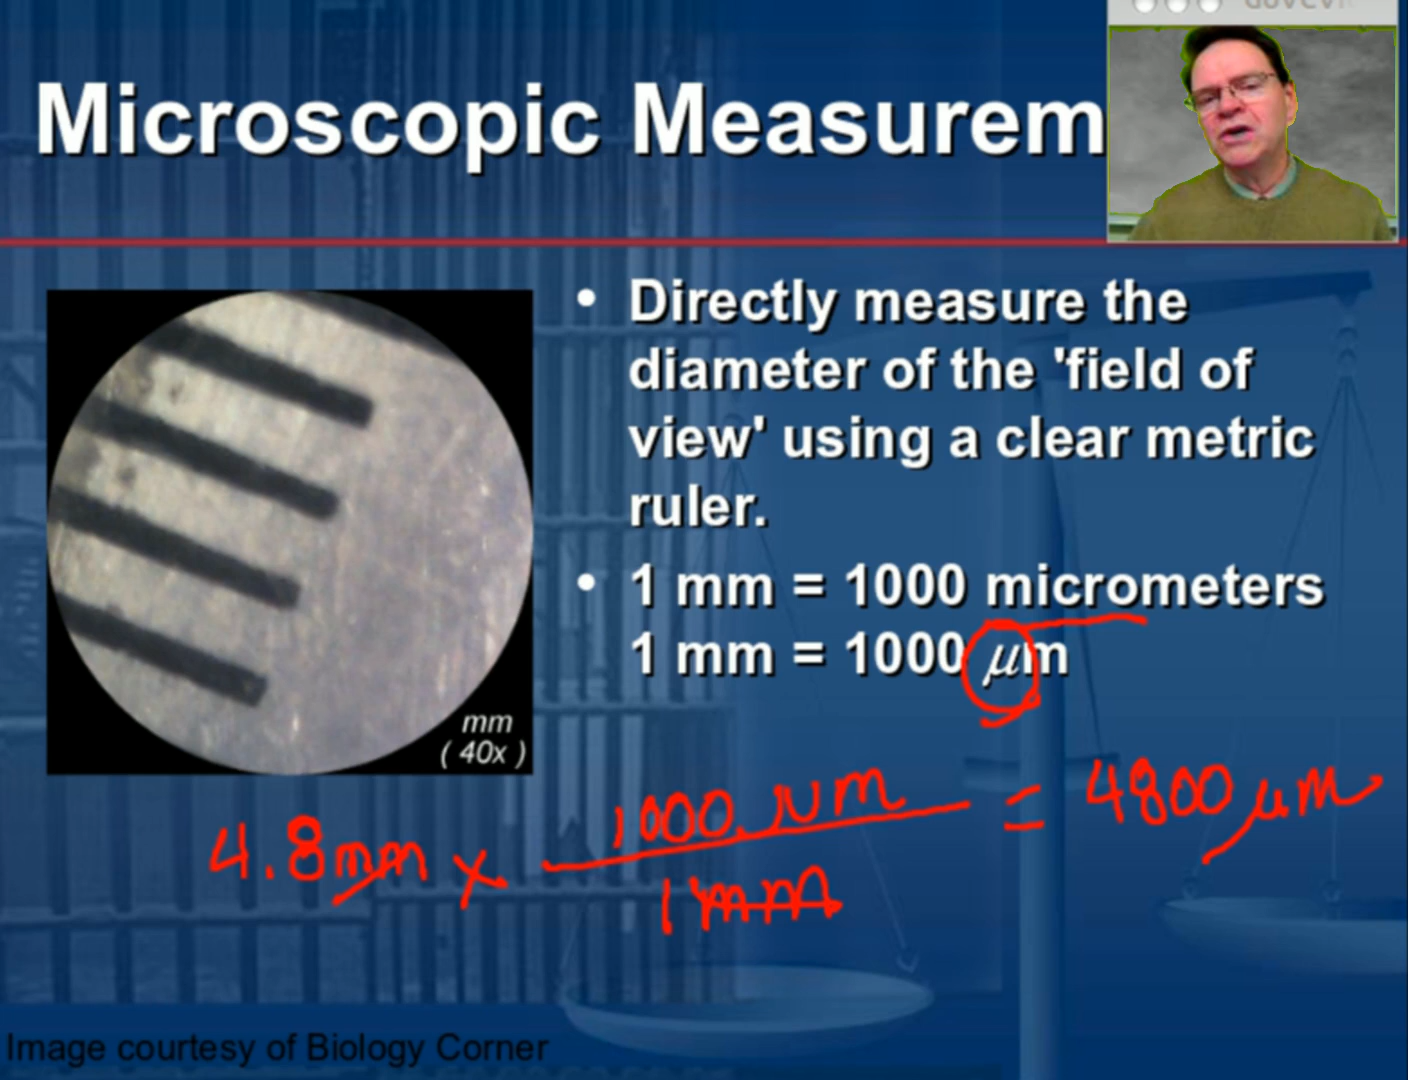 Microscopic Measurem
Directly measure the
diameter of the 'field of
view' using a clear metric
ruler.
1 mm = 1000 micrometers
1 mm = 1000 μm
mm
( 40x )
4.8mm x 1000 μm = 4800 μm
1mm
Image courtesy of Biology Corner